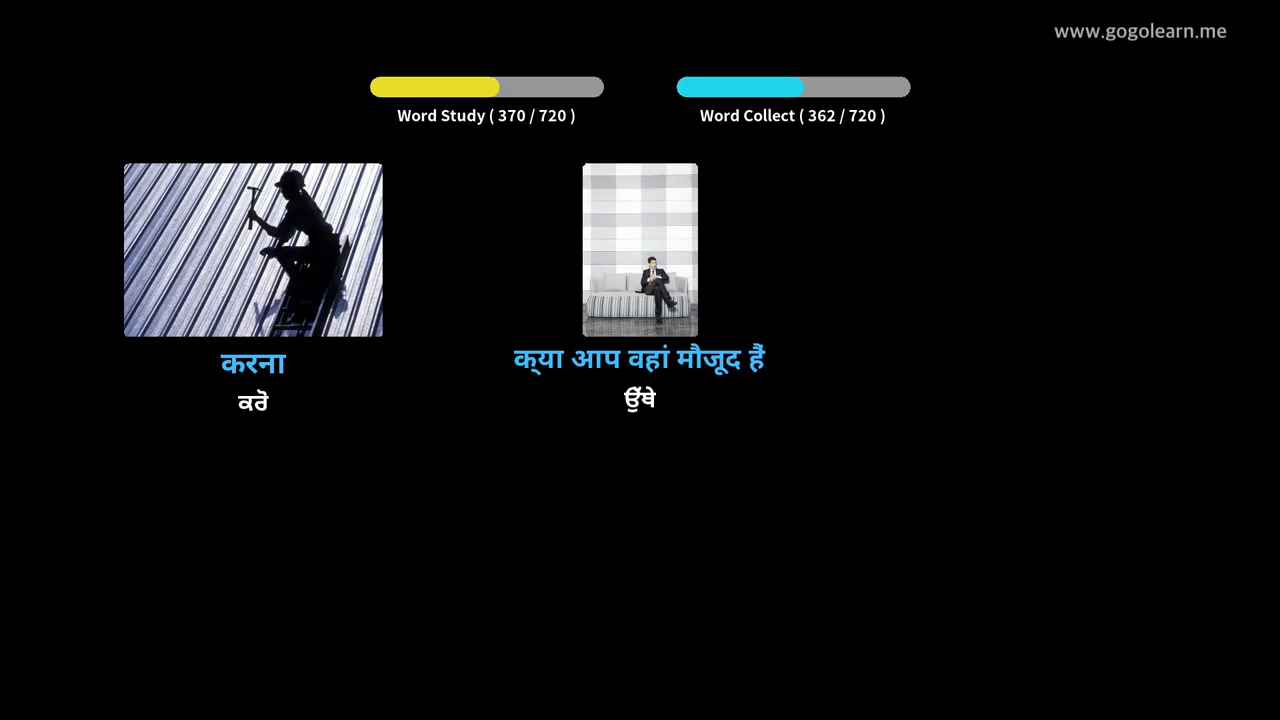 www.gogolearn.me
Word Study ( 370 / 720 )
Word Collect ( 362 / 720 )
करना
ਕਰੋ
क्या आप वहां मौजूद हैं
ਉੱਥੇ